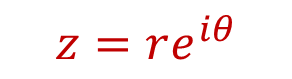 z = re^{iθ}